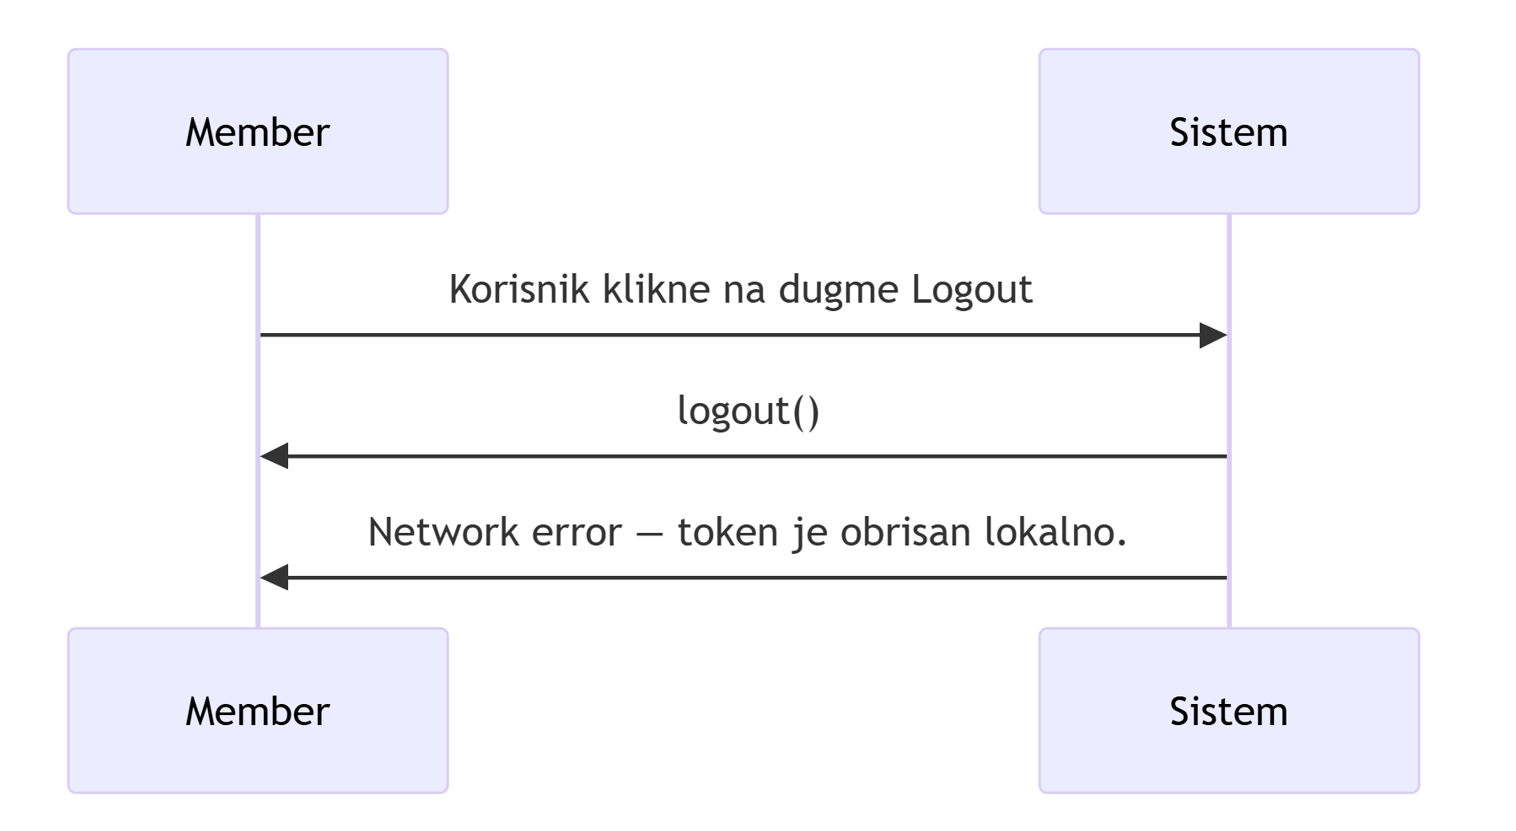 Member
Sistem
Korisnik klikne na dugme Logout
logout()
Network error — token je obrisan lokalno.
Member
Sistem